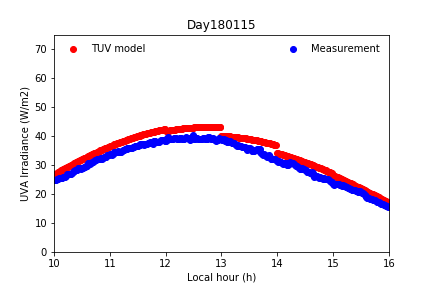 Day180115
TUV model
Measurement
UVA Irradiance (W/m2)
70
60
50
40
30
20
10
0
10 11 12 13 14 15 16
Local hour (h)